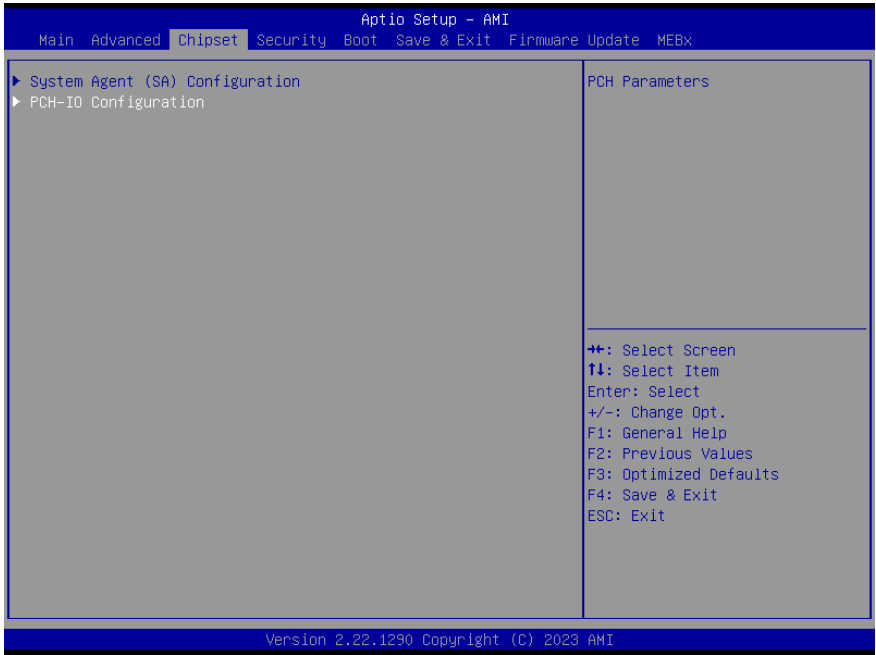 Aptio Setup – AMI
Main Advanced Chipset Security Boot Save & Exit Firmware Update MEBx
System Agent (SA) Configuration
PCH-IO Configuration
PCH Parameters
→←: Select Screen
↑↓: Select Item
Enter: Select
+/-: Change Opt.
F1: General Help
F2: Previous Values
F3: Optimized Defaults
F4: Save & Exit
ESC: Exit
Version 2.22.1290 Copyright (C) 2023 AMI